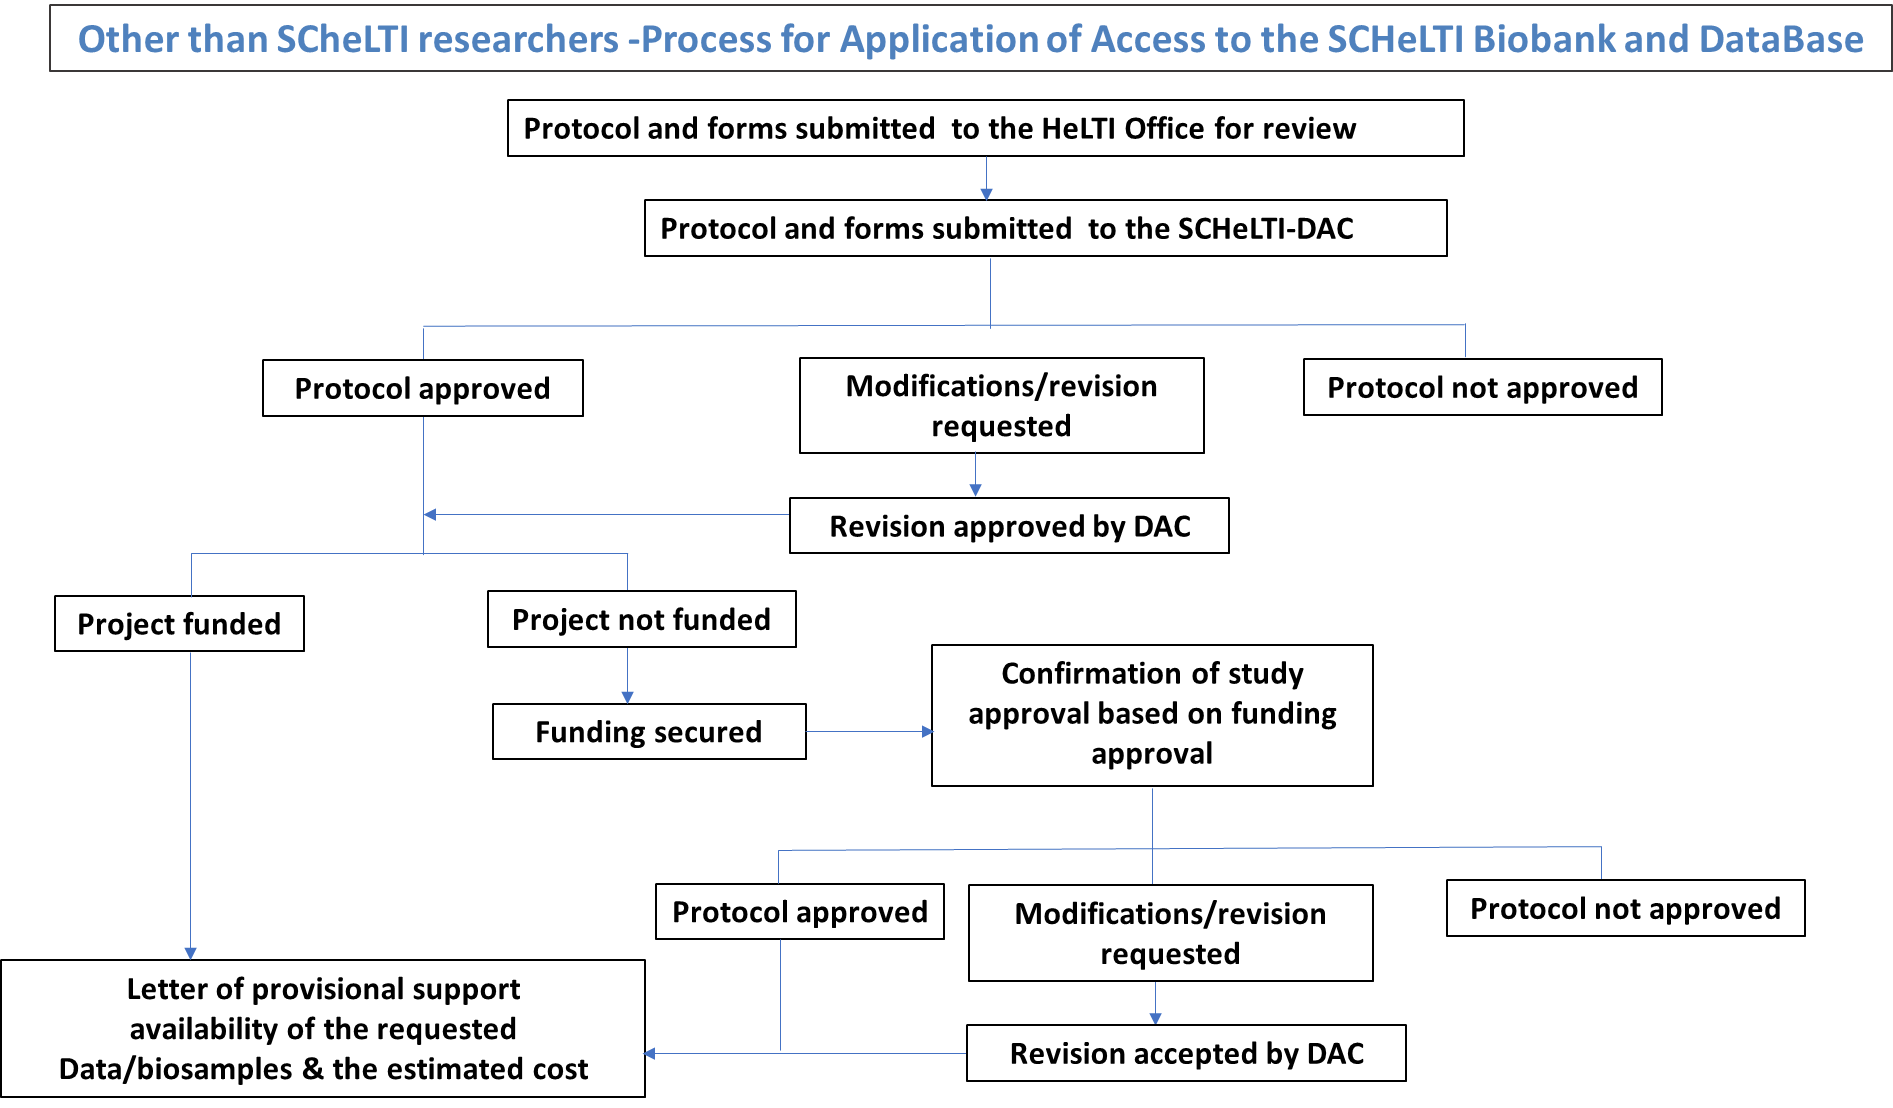 Other than SCheLTI researchers -Process for Application of Access to the SCHeLTI Biobank and DataBase
Protocol and forms submitted  to the HeLTI Office for review
Protocol and forms submitted  to the SCHeLTI-DAC
Protocol approved
Modifications/revision
requested
Protocol not approved
Revision approved by DAC
Project funded
Project not funded
Funding secured
Confirmation of study
approval based on funding
approval
Protocol approved
Modifications/revision
requested
Protocol not approved
Letter of provisional support
availability of the requested
Data/biosamples & the estimated cost
Revision accepted by DAC